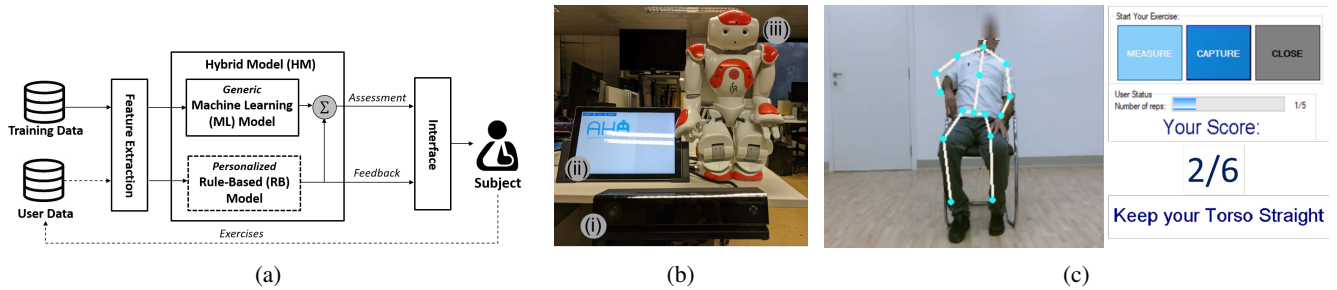 Hybrid Model (HM)
Generic
Machine Learning
(ML) Model
Σ
Assessment
Training Data
Feature Extraction
Interface
Subject
Personalized
Rule-Based (RB)
Model
Feedback
User Data
Exercises
(a)
(iii)
(ii)
(i)
(b)
Start Your Exercise:
MEASURE CAPTURE CLOSE
User Status
Number of reps: 1/5
Your Score:
2/6
Keep your Torso Straight
(c)